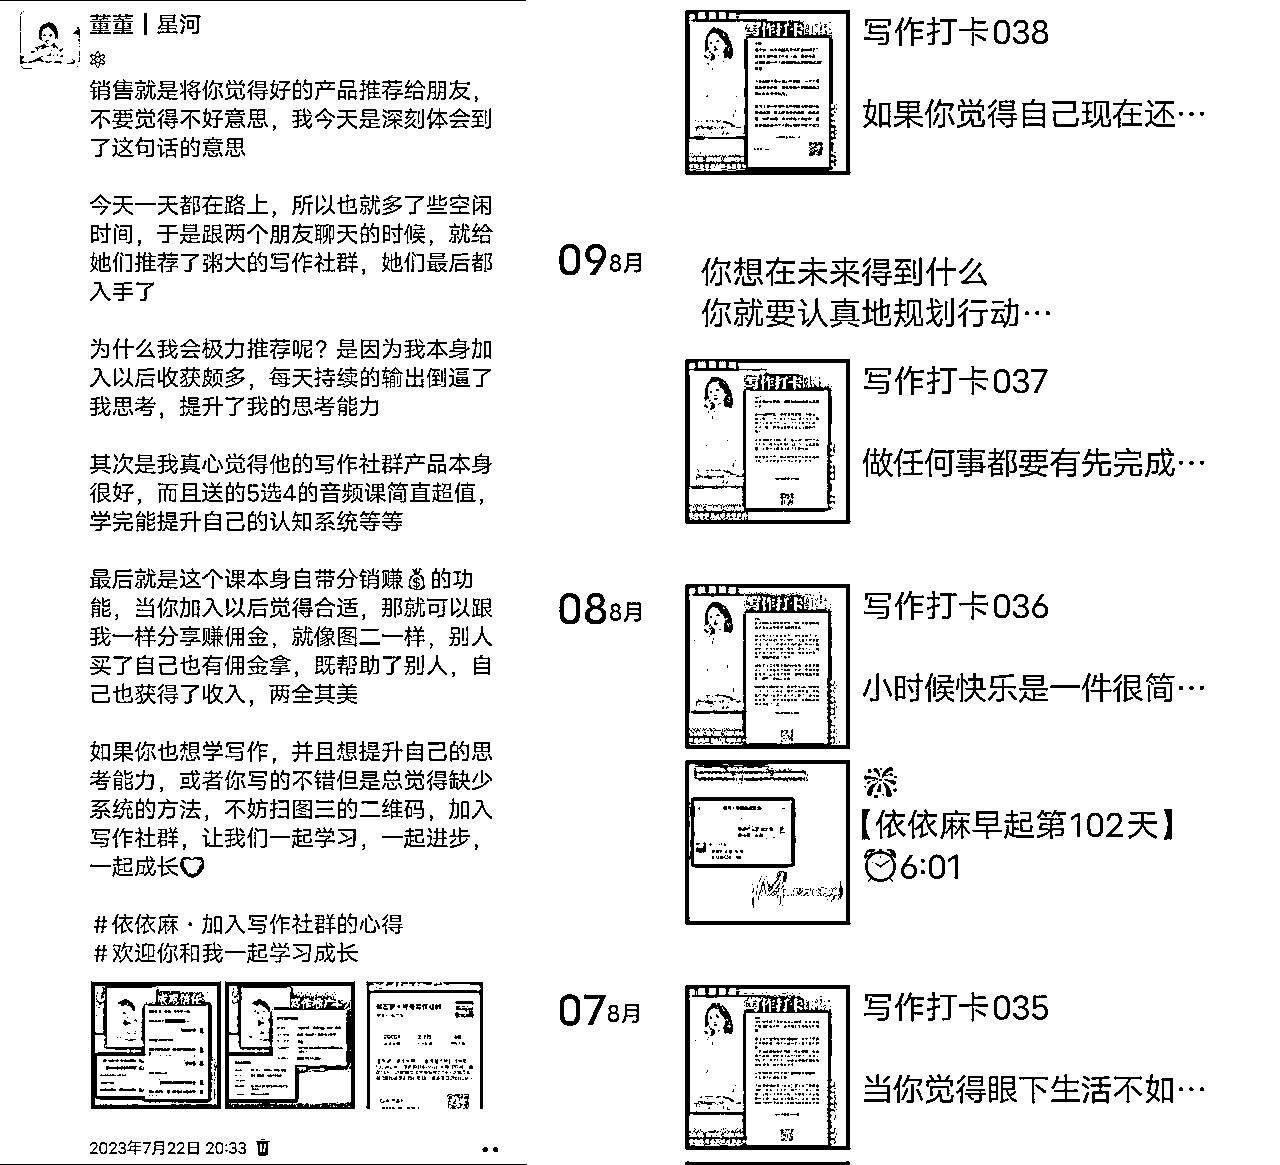 董董 | 星河
销售就是将你觉得好的产品推荐给朋友，
不要觉得不好意思，我今天是深刻体会到
了这句话的意思
今天一天都在路上，所以也就多了些空闲
时间，于是跟两个朋友聊天的时候，就给
她们推荐了粥大的写作社群，她们最后都
入手了
为什么我会极力推荐呢？是因为我本身加
入以后收获颇多，每天持续的输出倒逼了
我思考，提升了我的思考能力
其次是我真心觉得他的写作社群产品本身
很好，而且送的5选4的音频课简直超值，
学完能提升自己的认知系统等等
最后就是这个课本身自带分销赚💰的功
能，当你加入以后觉得合适，那就可以跟
我一样分享赚佣金，就像图二一样，别人
买了自己也有佣金拿，既帮助了别人，自
己也获得了收入，两全其美
如果你也想学写作，并且想提升自己的思
考能力，或者你写的不错但是总觉得缺少
系统的方法，不妨扫图三的二维码，加入
写作社群，让我们一起学习，一起进步，
一起成长
#依依麻·加入写作社群的心得
#欢迎你和我一起学习成长
2023年7月22日 20:33
写作打卡038
如果你觉得自己现在还…
09 8月
你想在未来得到什么
你就要认真地规划行动…
写作打卡037
做任何事都要有先完成…
08 8月
写作打卡036
小时候快乐是一件很简…
【依依麻早起第102天】
⏰6:01
07 8月
写作打卡035
当你觉得眼下生活不如…